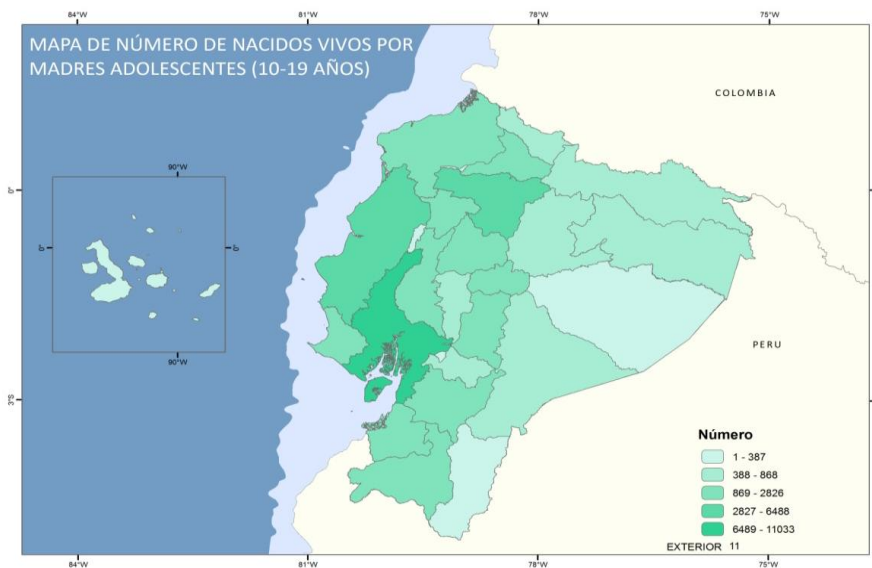 84°W
81°W
78°W
75°W
MAPA DE NÚMERO DE NACIDOS VIVOS POR
MADRES ADOLESCENTES (10-19 AÑOS)
COLOMBIA
90°W
0°
0°
0°
90°W
PERU
3°S
Número
1 - 387
388 - 868
869 - 2826
2827 - 6488
6489 - 11033
EXTERIOR 11
84°W
81°W
78°W
75°W